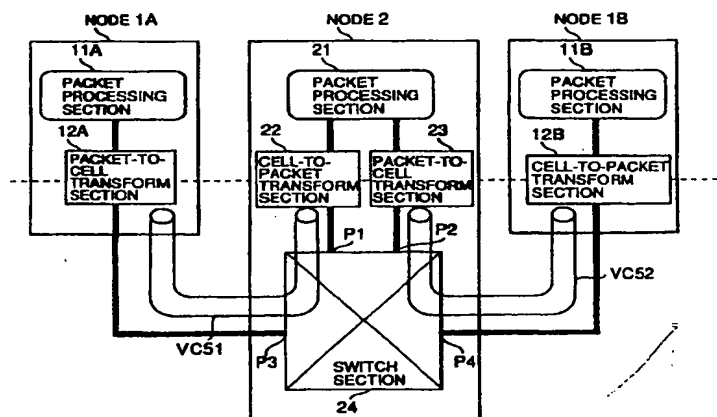 NODE 1A
NODE 2
NODE 1B
11A
21
11B
PACKET
PROCESSING
SECTION
PACKET
PROCESSING
SECTION
PACKET
PROCESSING
SECTION
12A
22
23
12B
PACKET-TO-
CELL
TRANSFORM
SECTION
CELL-TO-
PACKET
TRANSFORM
SECTION
PACKET-TO-
CELL
TRANSFORM
SECTION
CELL-TO-PACKET
TRANSFORM
SECTION
P1
P2
VC51
VC52
P3
P4
SWITCH
SECTION
24